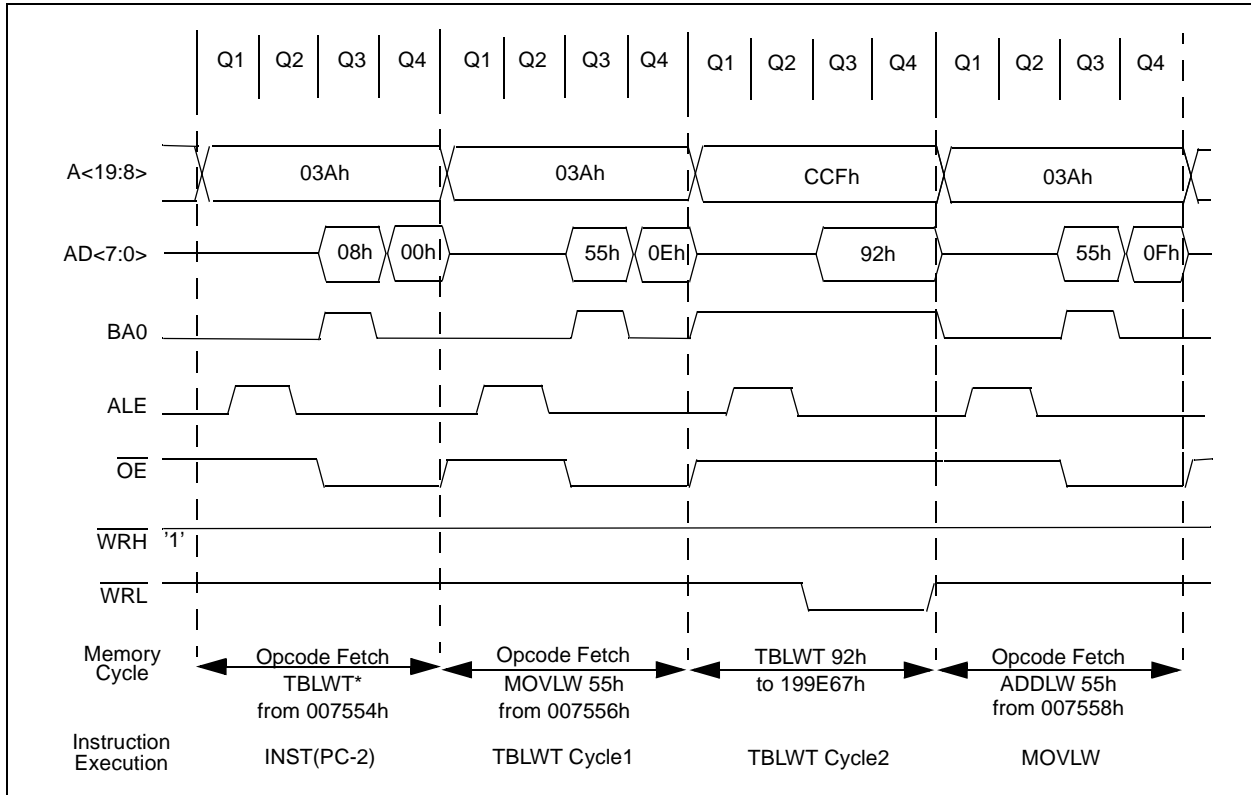 Q1 Q2 Q3 Q4 Q1 Q2 Q3 Q4 Q1 Q2 Q3 Q4 Q1 Q2 Q3 Q4
A<19:8> 03Ah 03Ah CCFh 03Ah
AD<7:0> 08h 00h 55h 0Eh 92h 55h 0Fh
BA0
ALE
OE
WRH '1'
WRL
Memory Cycle
Opcode Fetch
TBLWT*
from 007554h
Opcode Fetch
MOVLW 55h
from 007556h
TBLWT 92h
to 199E67h
Opcode Fetch
ADDLW 55h
from 007558h
Instruction Execution
INST(PC-2)
TBLWT Cycle1
TBLWT Cycle2
MOVLW